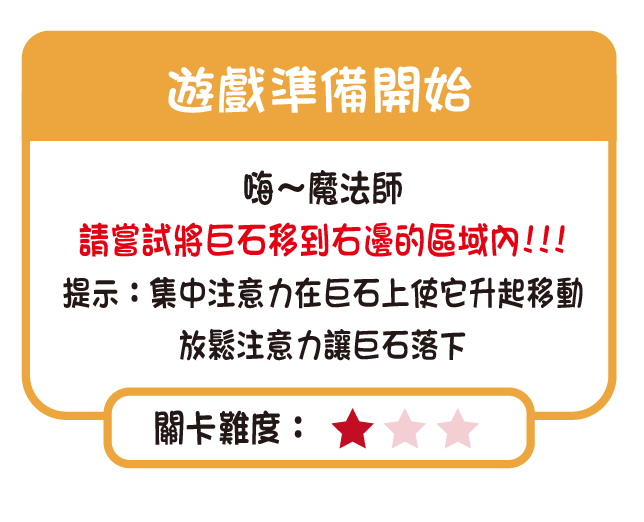 遊戲準備開始
嗨～魔法師
請嘗試將巨石移到右邊的區域內!!!
提示：集中注意力在巨石上使它升起移動
放鬆注意力讓巨石落下
關卡難度：